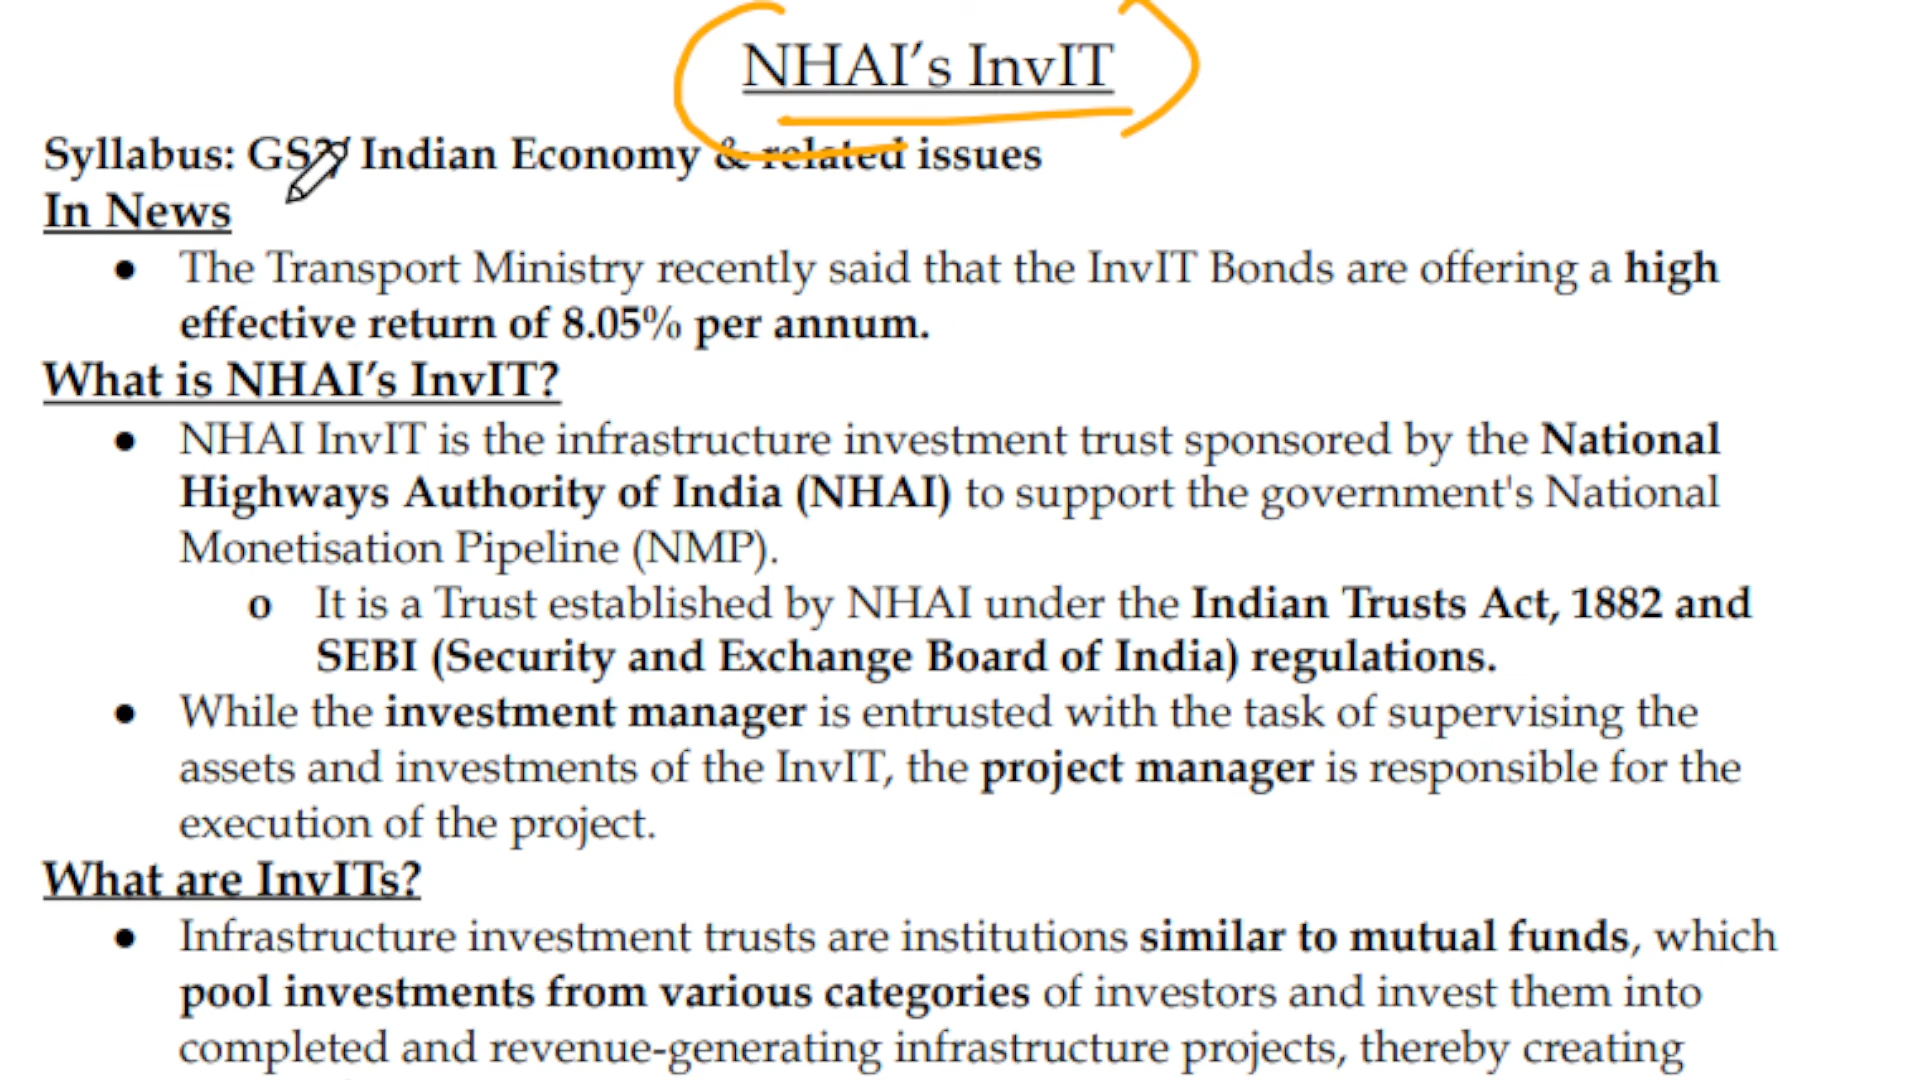 NHAI's InvIT
Syllabus: Indian Economy & related issues
In News
● The Transport Ministry recently said that the InvIT Bonds are offering a high
effective return of 8.05% per annum.
What is NHAI's InvIT?
● NHAI InvIT is the infrastructure investment trust sponsored by the National
Highways Authority of India (NHAI) to support the government's National
Monetisation Pipeline (NMP).
o It is a Trust established by NHAI under the Indian Trusts Act, 1882 and
SEBI (Security and Exchange Board of India) regulations.
● While the investment manager is entrusted with the task of supervising the
assets and investments of the InvIT, the project manager is responsible for the
execution of the project.
What are InvITs?
● Infrastructure investment trusts are institutions similar to mutual funds, which
pool investments from various categories of investors and invest them into
completed and revenue-generating infrastructure projects, thereby creating